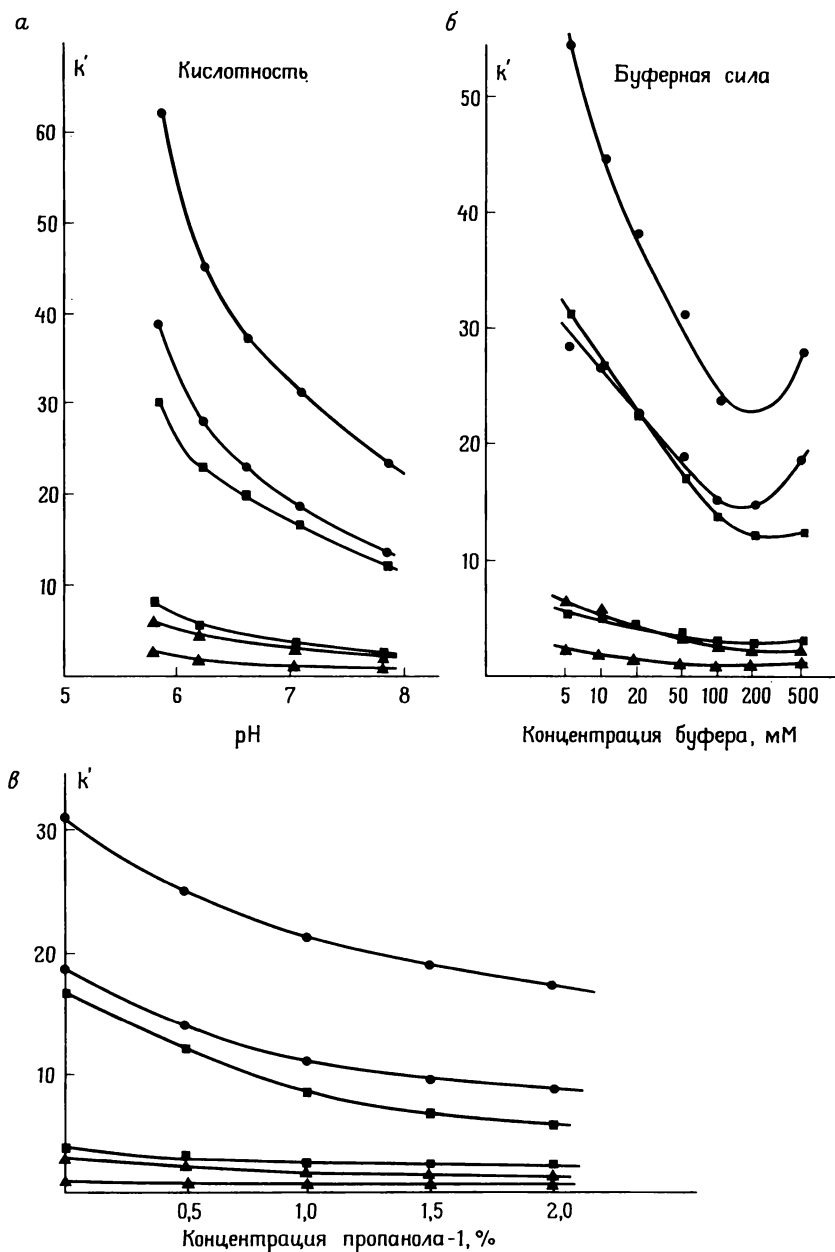 а
k'
Кислотность
60
50
40
30
20
10
5
6
7
8
pH
б
k'
Буферная сила
50
40
30
20
10
5
10
20
50
100
200
500
Концентрация буфера, мМ
в
k'
30
20
10
0,5
1,0
1,5
2,0
Концентрация пропанола-1, %